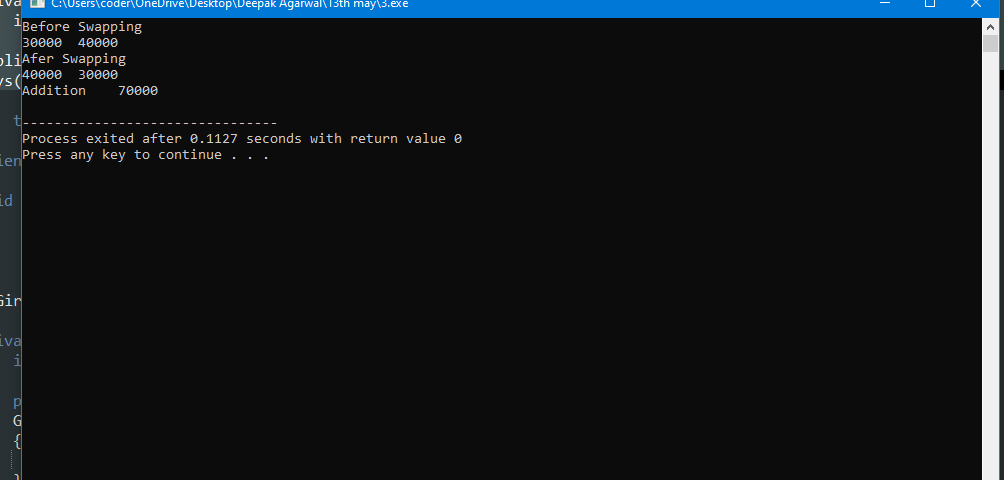 C:\Users\coder\OneDrive\Desktop\Deepak Agarwal\13th may\3.exe
Before Swapping
30000  40000
Afer Swapping
40000  30000
Addition    70000
--------------------------------
Process exited after 0.1127 seconds with return value 0
Press any key to continue . . .